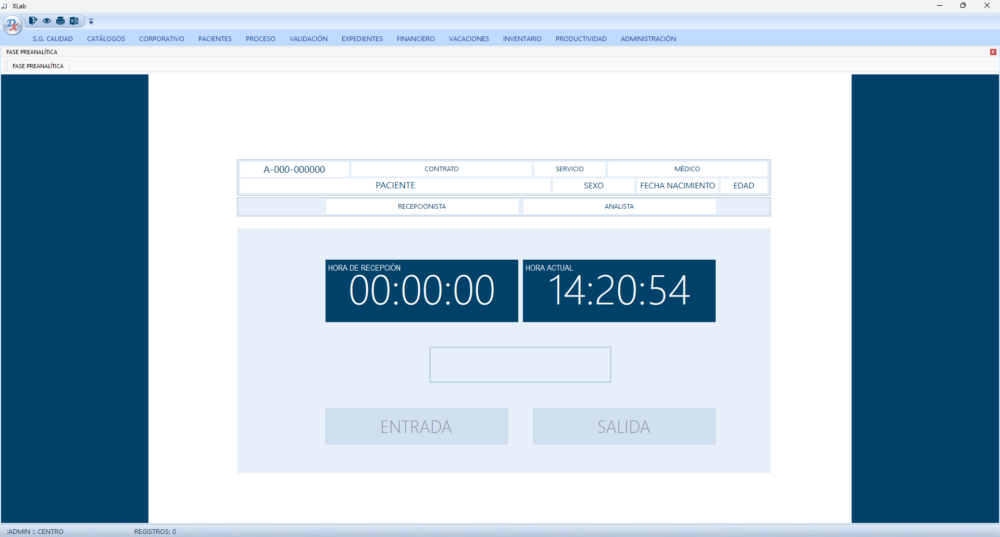 XLab
DX
S.G. CALIDAD CATÁLOGOS CORPORATIVO PACIENTES PROCESO VALIDACIÓN EXPEDIENTES FINANCIERO VACACIONES INVENTARIO PRODUCTIVIDAD ADMINISTRACIÓN
FASE PREANALÍTICA
FASE PREANALÍTICA
A-000-000000 CONTRATO SERVICIO MÉDICO
PACIENTE SEXO FECHA NACIMIENTO EDAD
RECEPCIONISTA ANALISTA
HORA DE RECEPCIÓN HORA ACTUAL
00:00:00 14:20:54
ENTRADA SALIDA
:ADMIN :: CENTRO REGISTROS: 0